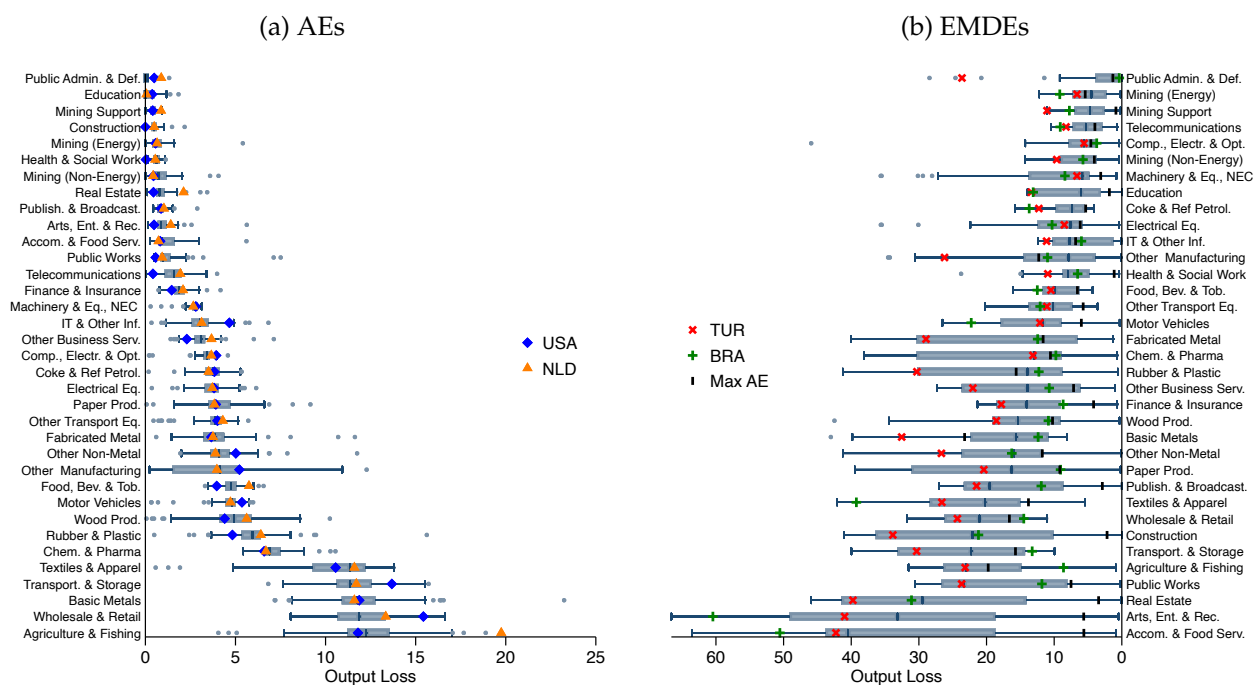 (a) AEs
Public Admin. & Def.
Education
Mining Support
Construction
Mining (Energy)
Health & Social Work
Mining (Non-Energy)
Real Estate
Publish. & Broadcast.
Arts, Ent. & Rec.
Accom. & Food Serv.
Public Works
Telecommunications
Finance & Insurance
Machinery & Eq., NEC
IT & Other Inf.
Other Business Serv.
Comp., Electr. & Opt.
Coke & Ref Petrol.
Electrical Eq.
Paper Prod.
Other Transport Eq.
Fabricated Metal
Other Non-Metal
Other Manufacturing
Food, Bev. & Tob.
Motor Vehicles
Wood Prod.
Rubber & Plastic
Chem. & Pharma
Textiles & Apparel
Transport. & Storage
Basic Metals
Wholesale & Retail
Agriculture & Fishing
0 5 10 15 20 25
Output Loss
USA
NLD
(b) EMDEs
TUR
BRA
Max AE
Public Admin. & Def.
Mining (Energy)
Mining Support
Telecommunications
Comp., Electr. & Opt.
Mining (Non-Energy)
Machinery & Eq., NEC
Education
Coke & Ref Petrol.
Electrical Eq.
IT & Other Inf.
Other Manufacturing
Health & Social Work
Food, Bev. & Tob.
Other Transport Eq.
Motor Vehicles
Fabricated Metal
Chem. & Pharma
Rubber & Plastic
Other Business Serv.
Finance & Insurance
Wood Prod.
Basic Metals
Other Non-Metal
Paper Prod.
Publish. & Broadcast.
Textiles & Apparel
Wholesale & Retail
Construction
Transport. & Storage
Agriculture & Fishing
Public Works
Real Estate
Arts, Ent. & Rec.
Accom. & Food Serv.
60 50 40 30 20 10 0
Output Loss